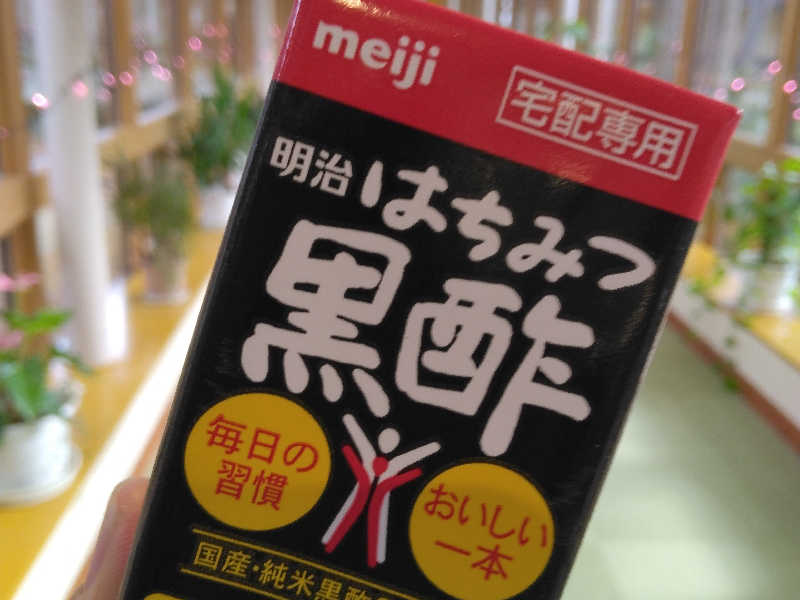 meiji
宅配専用
明治 はちみつ
黒酢
毎日の
習慣
おいしい
一本
国産・純米黒酢